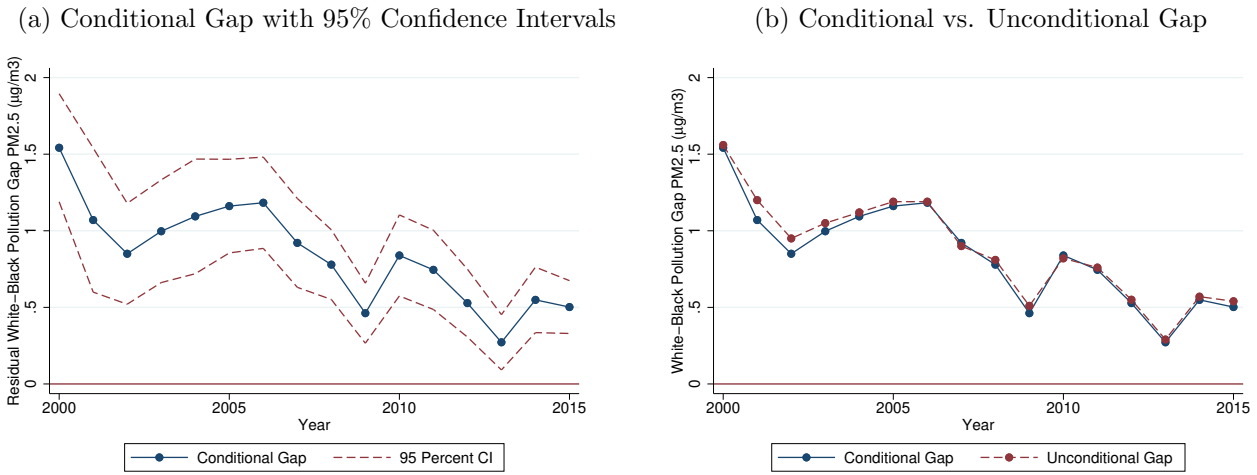 (a) Conditional Gap with 95% Confidence Intervals
Residual White−Black Pollution Gap PM2.5 (µg/m3)
2
1.5
1
.5
0
2000 2005 2010 2015
Year
Conditional Gap 95 Percent CI
(b) Conditional vs. Unconditional Gap
White−Black Pollution Gap PM2.5 (µg/m3)
2
1.5
1
.5
0
2000 2005 2010 2015
Year
Conditional Gap Unconditional Gap